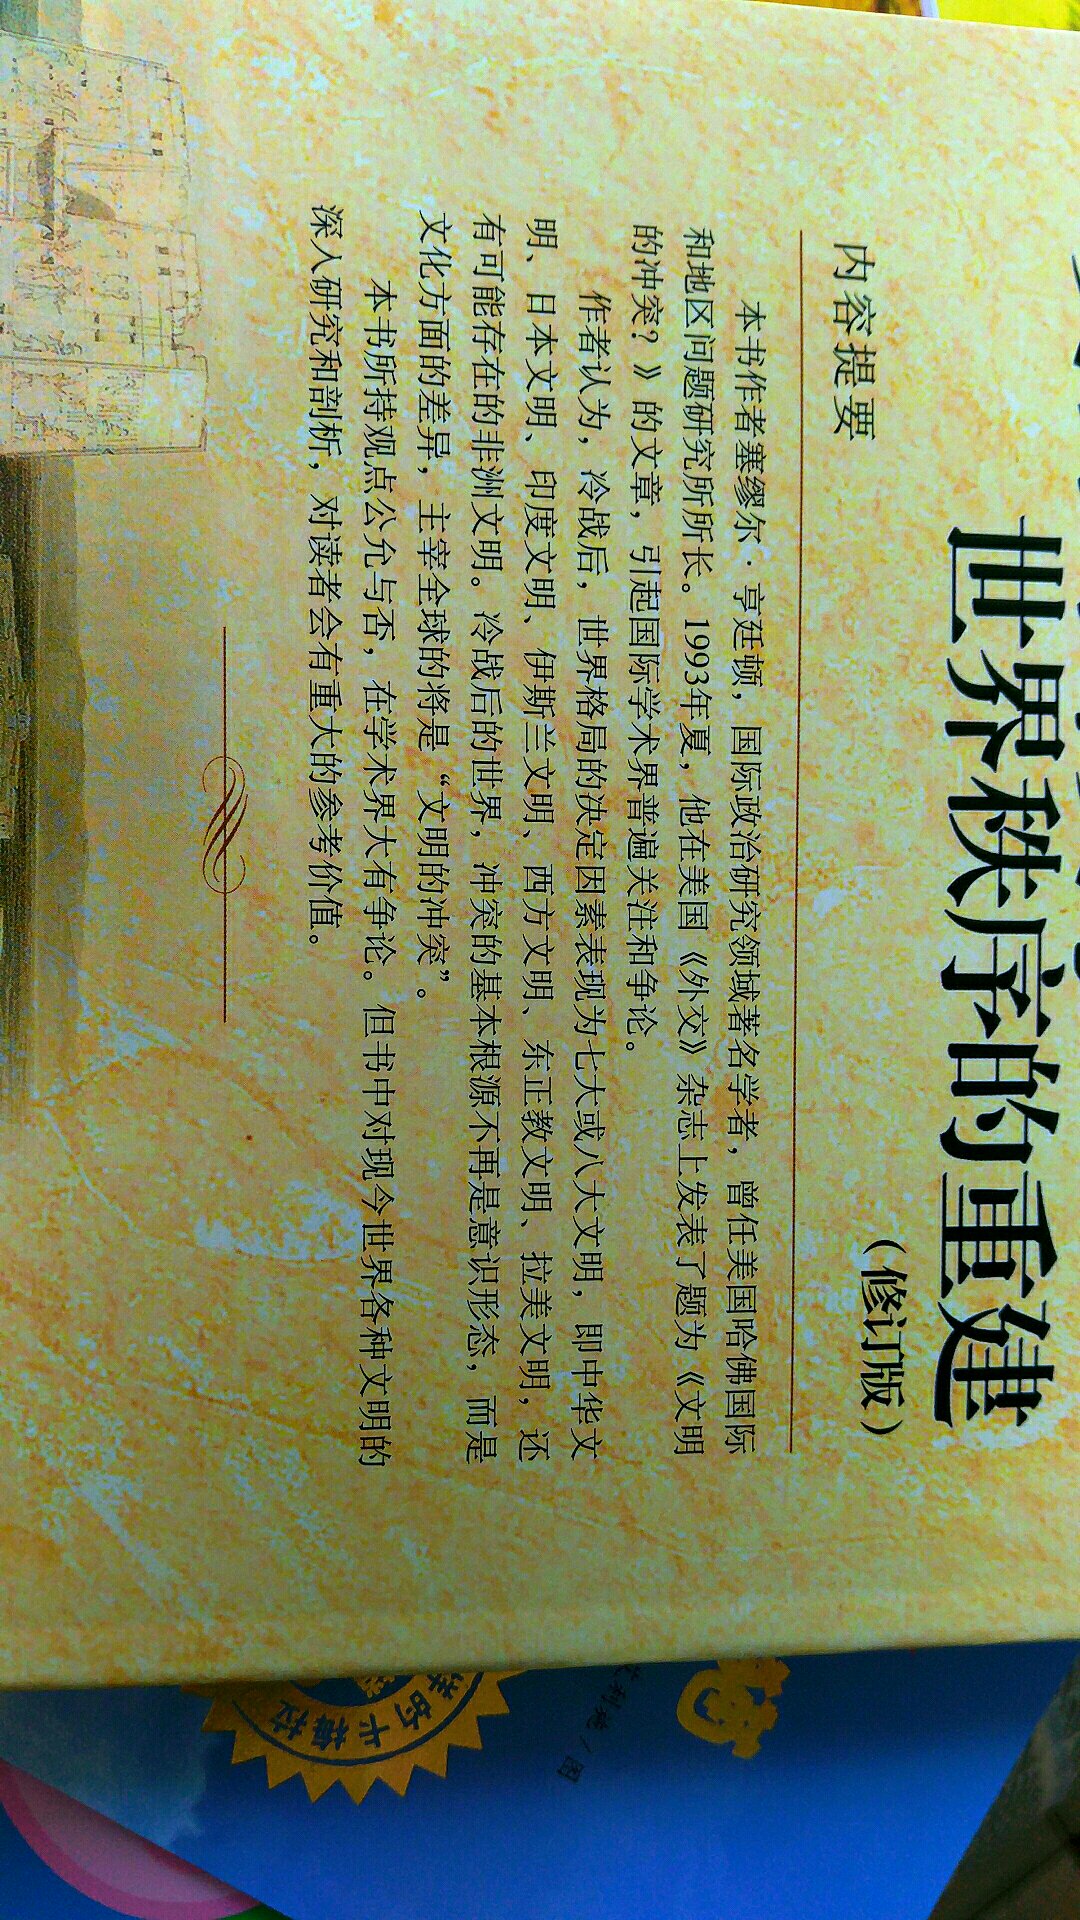 世界秩序的重建
（修订版）
内容提要
本书作者塞缪尔·亨廷顿，国际政治研究领域著名学者，曾任美国哈佛国际
和地区问题研究所所长。1993年夏，他在美国《外交》杂志上发表了题为《文明
的冲突？》的文章，引起国际学术界普遍关注和争论。
作者认为，冷战后，世界格局的决定因素表现为七大或八大文明，即中华文
明、日本文明、印度文明、伊斯兰文明、西方文明、东正教文明、拉美文明，还
有可能存在的非洲文明。冷战后的世界，冲突的基本根源不再是意识形态，而是
文化方面的差异，主宰全球的将是“文明的冲突”。
本书所持观点公允与否，在学术界大有争论。但书中对现今世界各种文明的
深入研究和剖析，对读者会有重大的参考价值。
样的卡梅拉
利玚／图